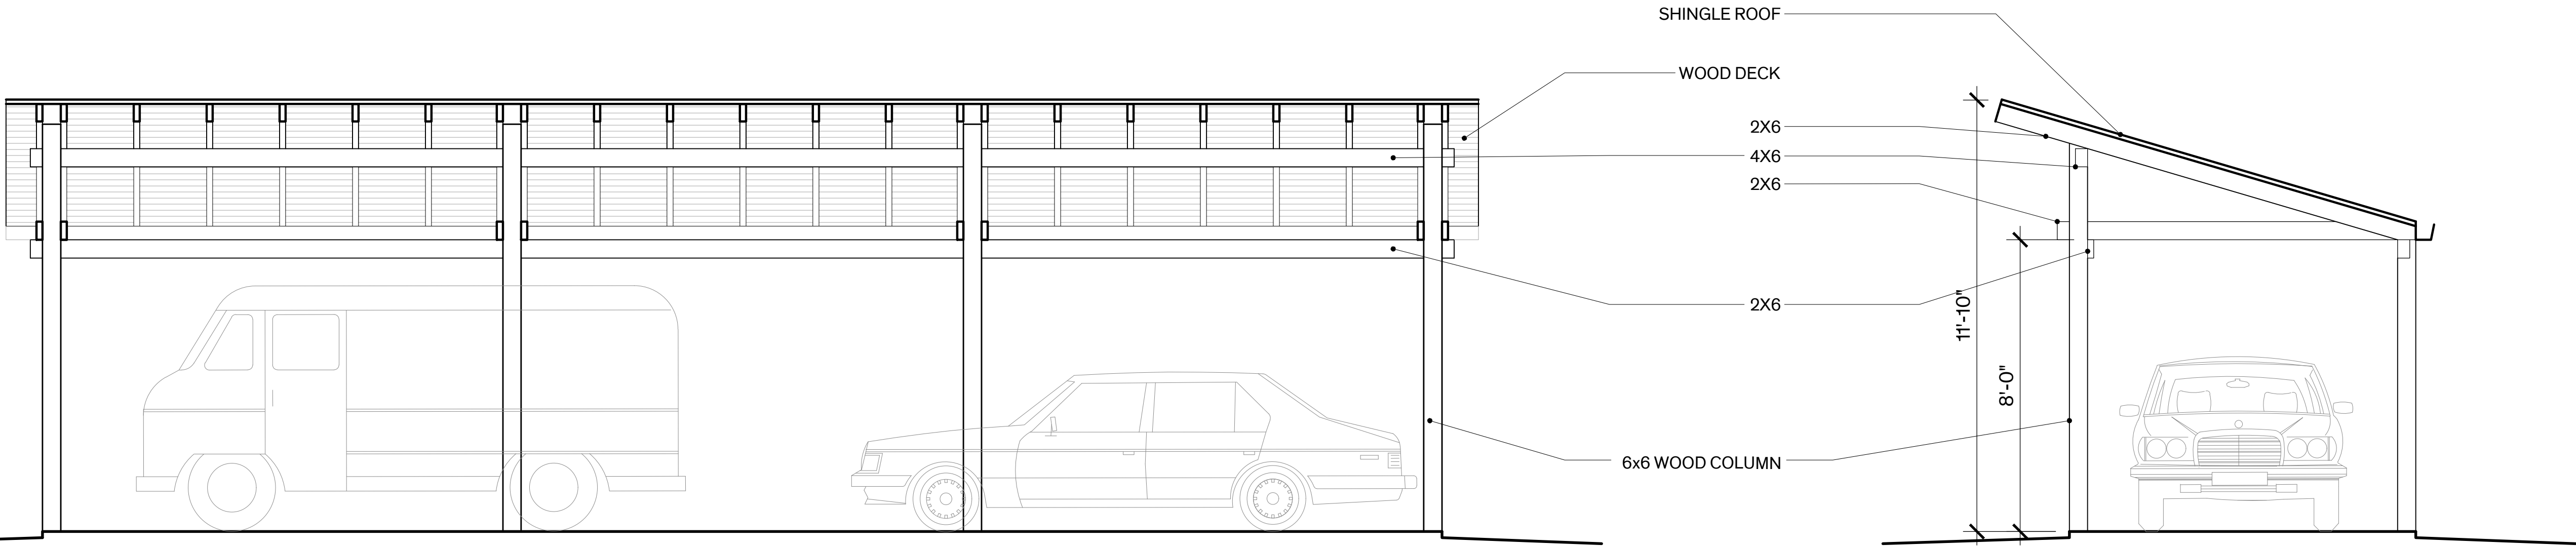 SHINGLE ROOF
WOOD DECK
2X6
4X6
2X6
2X6
11'-10"
8'-0"
6x6 WOOD COLUMN